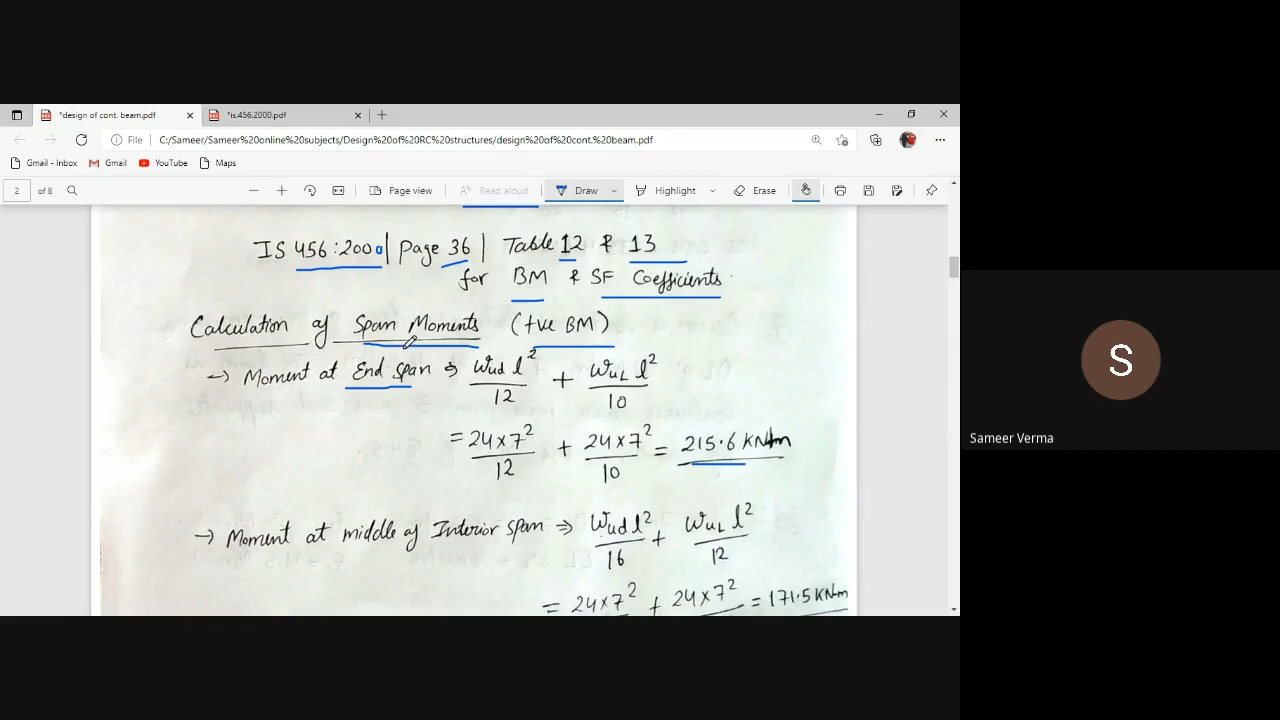 *design of cont. beam.pdf
*is.456.2000.pdf
File
C:/Sameer/Sameer%20online%20subjects/Design%20of%20RC%20structures/design%20of%20cont.%20beam.pdf
Gmail - Inbox
Gmail
YouTube
Maps
2 of 8
Page view
Read aloud
Draw
Highlight
Erase
IS 456:2000 | Page 36 | Table 12 & 13
for BM & SF Coefficients
Calculation of Span Moments (+ve BM)
→ Moment at End span ⇒ Wud l²/12 + WuL l²/10
= 24×7²/12 + 24×7²/10 = 215.6 KNm
→ Moment at middle of Interior span ⇒ Wud l²/16 + WuL l²/12
= 24×7² + 24×7² = 171.5 KNm
S
Sameer Verma